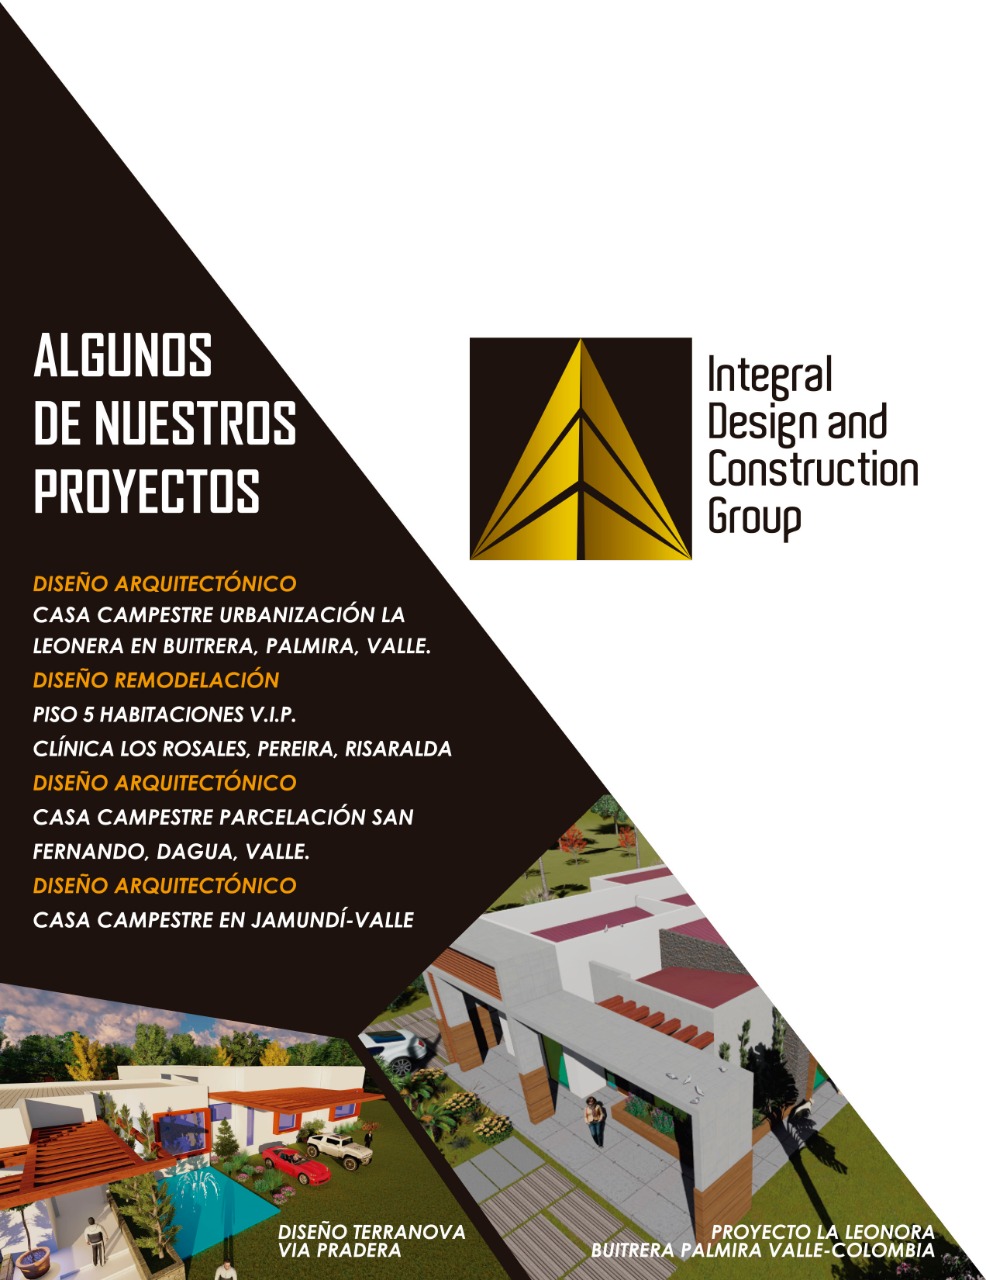 ALGUNOS
DE NUESTROS
PROYECTOS
Integral
Design and
Construction
Group
DISEÑO ARQUITECTÓNICO
CASA CAMPESTRE URBANIZACIÓN LA
LEONERA EN BUITRERA, PALMIRA, VALLE.
DISEÑO REMODELACIÓN
PISO 5 HABITACIONES V.I.P.
CLÍNICA LOS ROSALES, PEREIRA, RISARALDA
DISEÑO ARQUITECTÓNICO
CASA CAMPESTRE PARCELACIÓN SAN
FERNANDO, DAGUA, VALLE.
DISEÑO ARQUITECTÓNICO
CASA CAMPESTRE EN JAMUNDÍ-VALLE
DISEÑO TERRANOVA
VIA PRADERA
PROYECTO LA LEONORA
BUITRERA PALMIRA VALLE-COLOMBIA